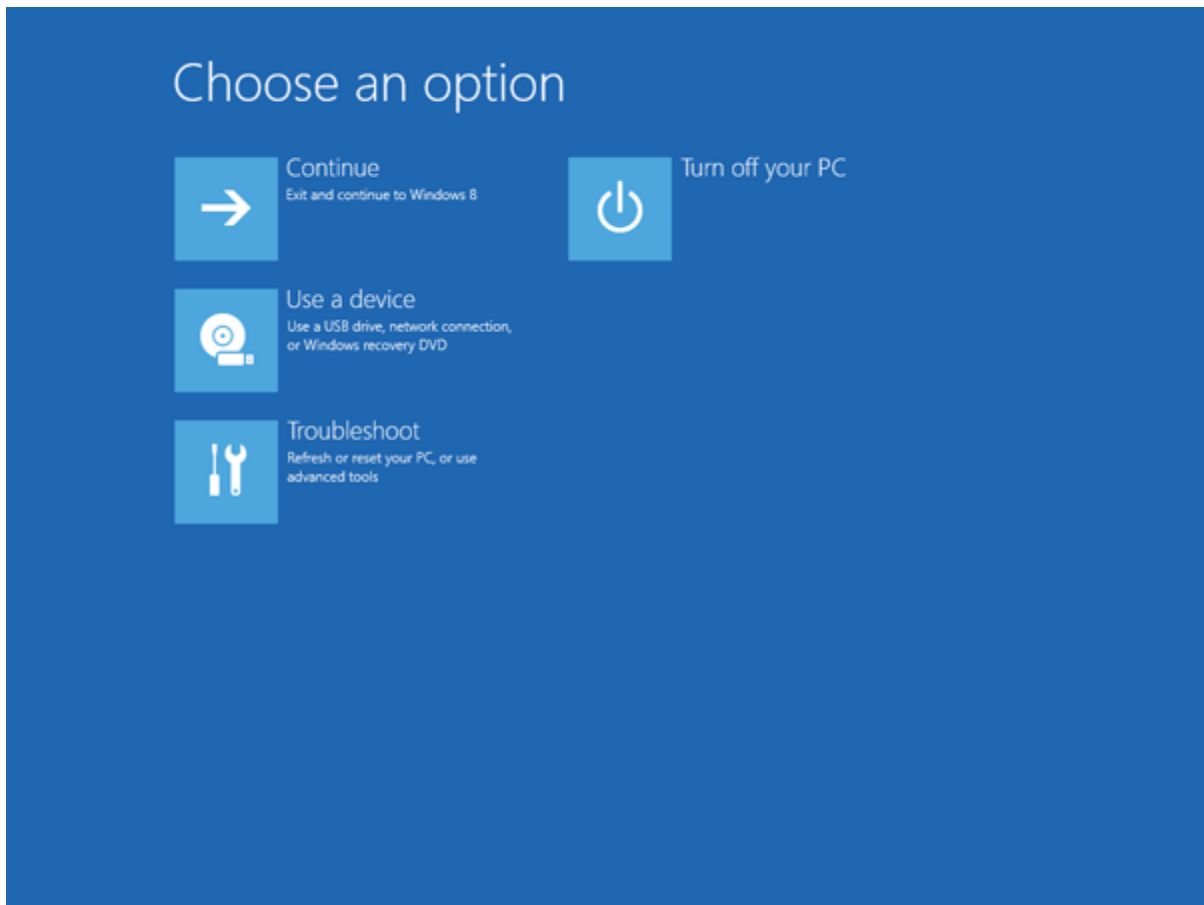 Choose an option
Continue
Exit and continue to Windows 8
Turn off your PC
Use a device
Use a USB drive, network connection,
or Windows recovery DVD
Troubleshoot
Refresh or reset your PC, or use
advanced tools